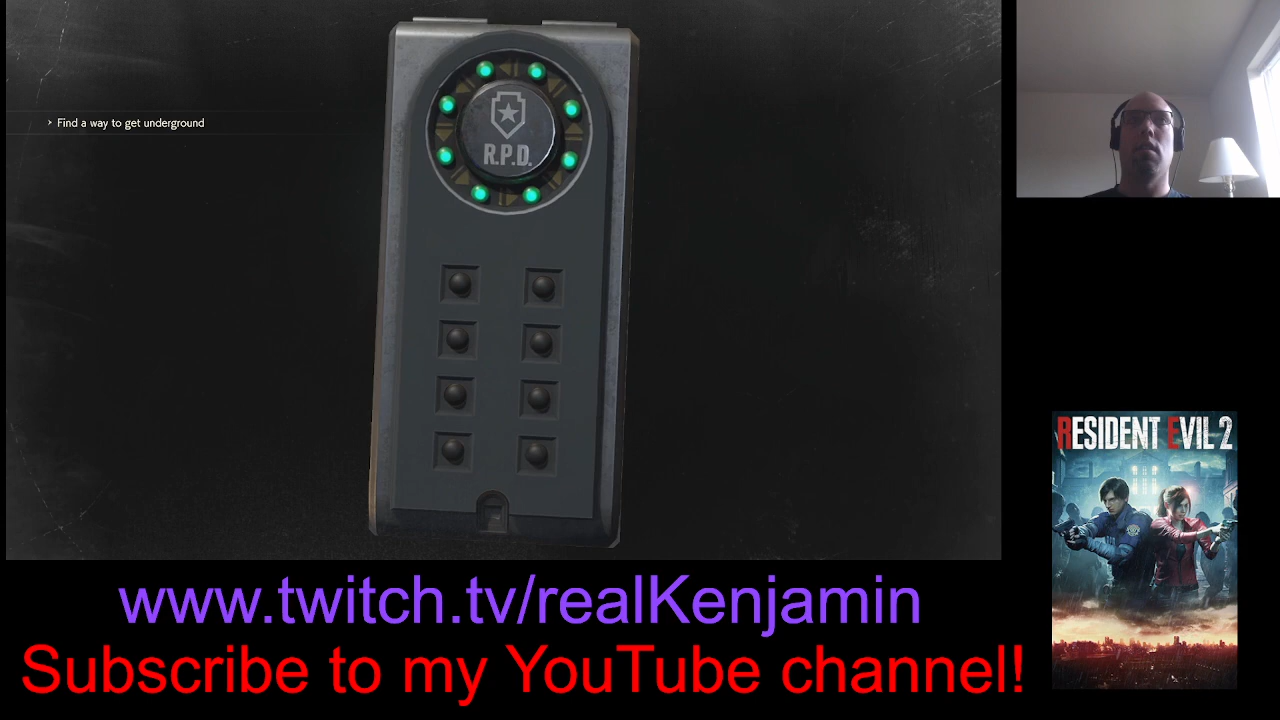 > Find a way to get underground
R.P.D.
RESIDENT EVIL 2
www.twitch.tv/realKenjamin
Subscribe to my YouTube channel!